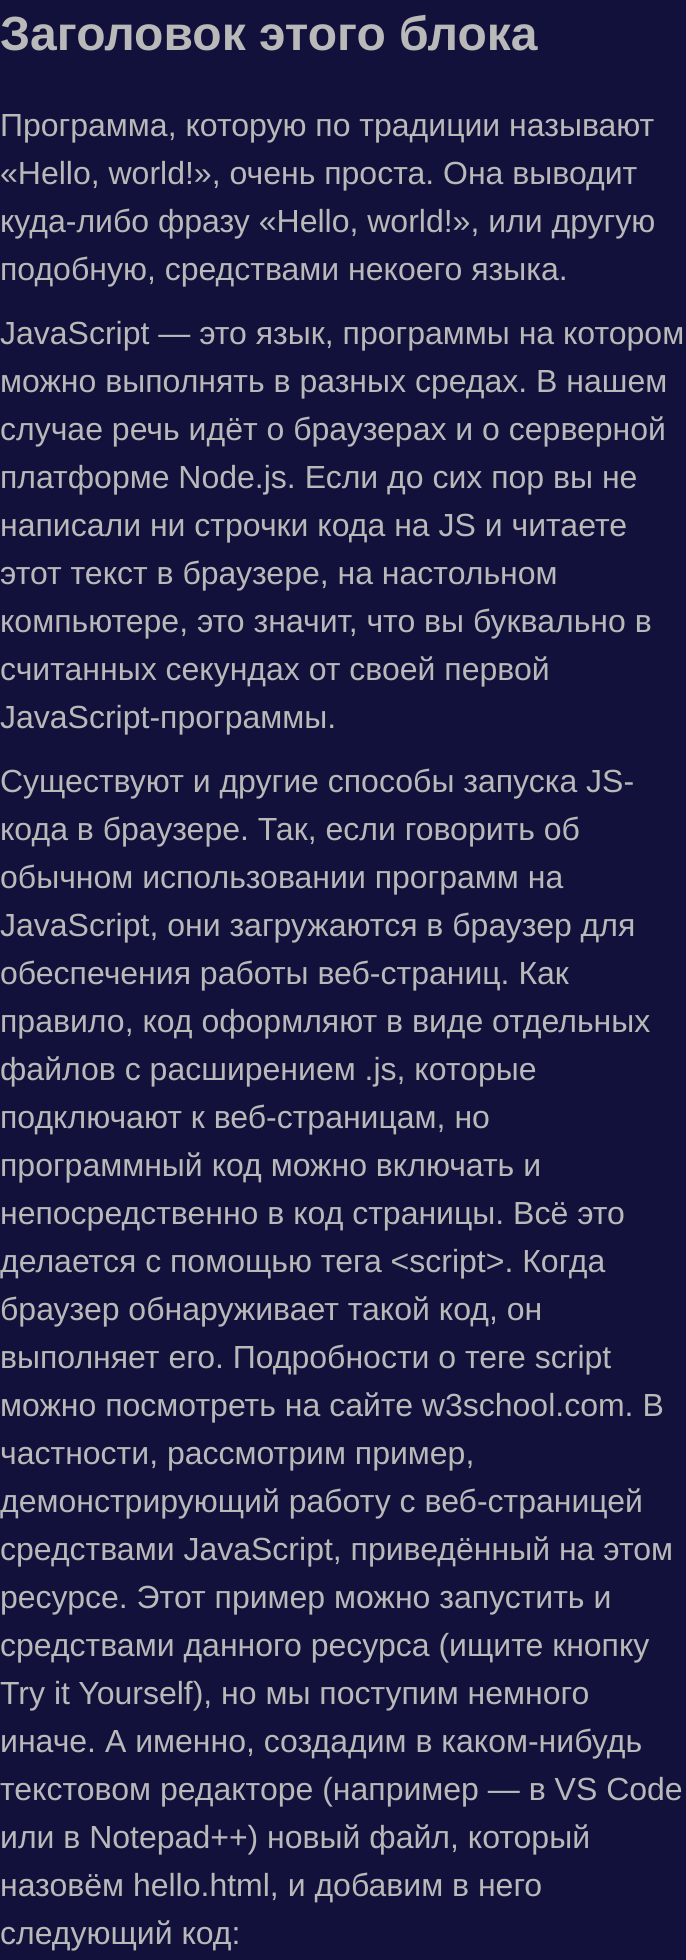 Заголовок этого блока
Программа, которую по традиции называют
«Hello, world!», очень проста. Она выводит
куда-либо фразу «Hello, world!», или другую
подобную, средствами некоего языка.
JavaScript — это язык, программы на котором
можно выполнять в разных средах. В нашем
случае речь идёт о браузерах и о серверной
платформе Node.js. Если до сих пор вы не
написали ни строчки кода на JS и читаете
этот текст в браузере, на настольном
компьютере, это значит, что вы буквально в
считанных секундах от своей первой
JavaScript-программы.
Существуют и другие способы запуска JS-
кода в браузере. Так, если говорить об
обычном использовании программ на
JavaScript, они загружаются в браузер для
обеспечения работы веб-страниц. Как
правило, код оформляют в виде отдельных
файлов с расширением .js, которые
подключают к веб-страницам, но
программный код можно включать и
непосредственно в код страницы. Всё это
делается с помощью тега <script>. Когда
браузер обнаруживает такой код, он
выполняет его. Подробности о теге script
можно посмотреть на сайте w3school.com. В
частности, рассмотрим пример,
демонстрирующий работу с веб-страницей
средствами JavaScript, приведённый на этом
ресурсе. Этот пример можно запустить и
средствами данного ресурса (ищите кнопку
Try it Yourself), но мы поступим немного
иначе. А именно, создадим в каком-нибудь
текстовом редакторе (например — в VS Code
или в Notepad++) новый файл, который
назовём hello.html, и добавим в него
следующий код: